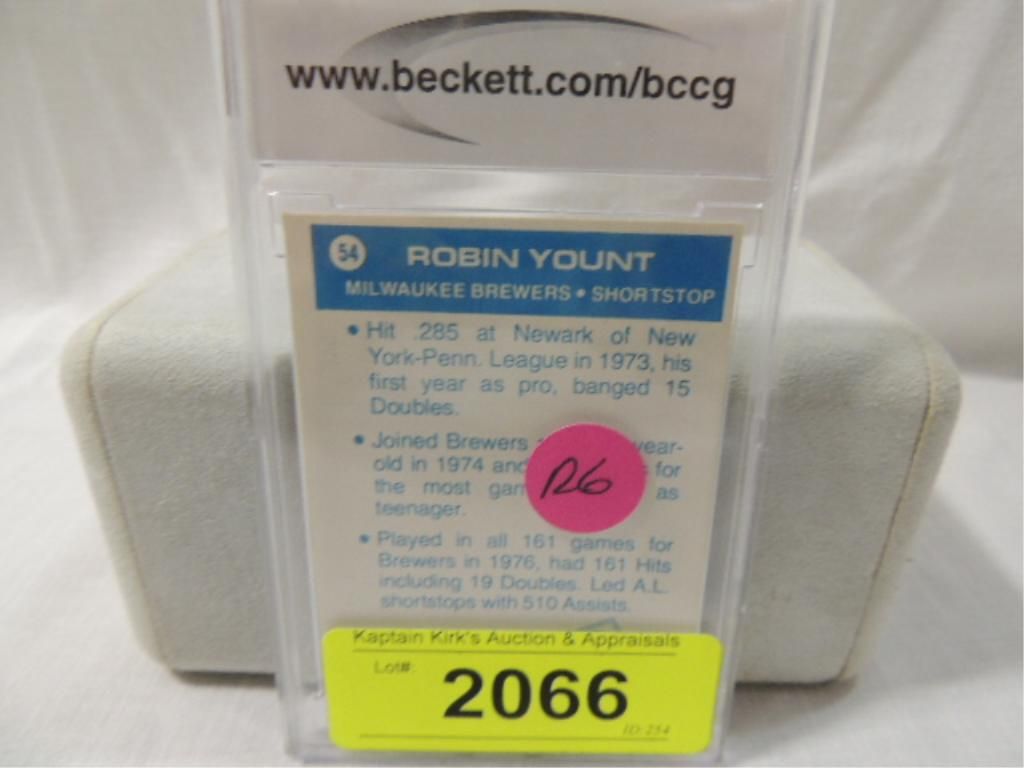 www.beckett.com/bccg
54 ROBIN YOUNT
MILWAUKEE BREWERS • SHORTSTOP
• Hit .285 at Newark of New
York-Penn. League in 1973, his
first year as pro, banged 15
Doubles.
• Joined Brewers year-
old in 1974 and for
the most as
teenager.
• Played in all 161 games for
Brewers in 1976, had 161 Hits
including 19 Doubles. Led A.L.
shortstops with 510 Assists.
Kaptain Kirk's Auction & Appraisals
Lot#:
2066
ID: 254